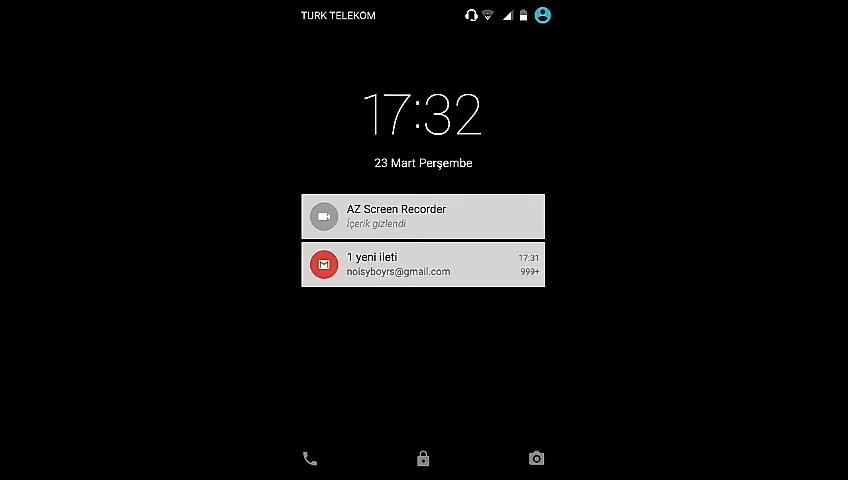 TURK TELEKOM
17:32
23 Mart Perşembe
AZ Screen Recorder
İçerik gizlendi
1 yeni ileti 17:31
noisyboyrs@gmail.com 999+